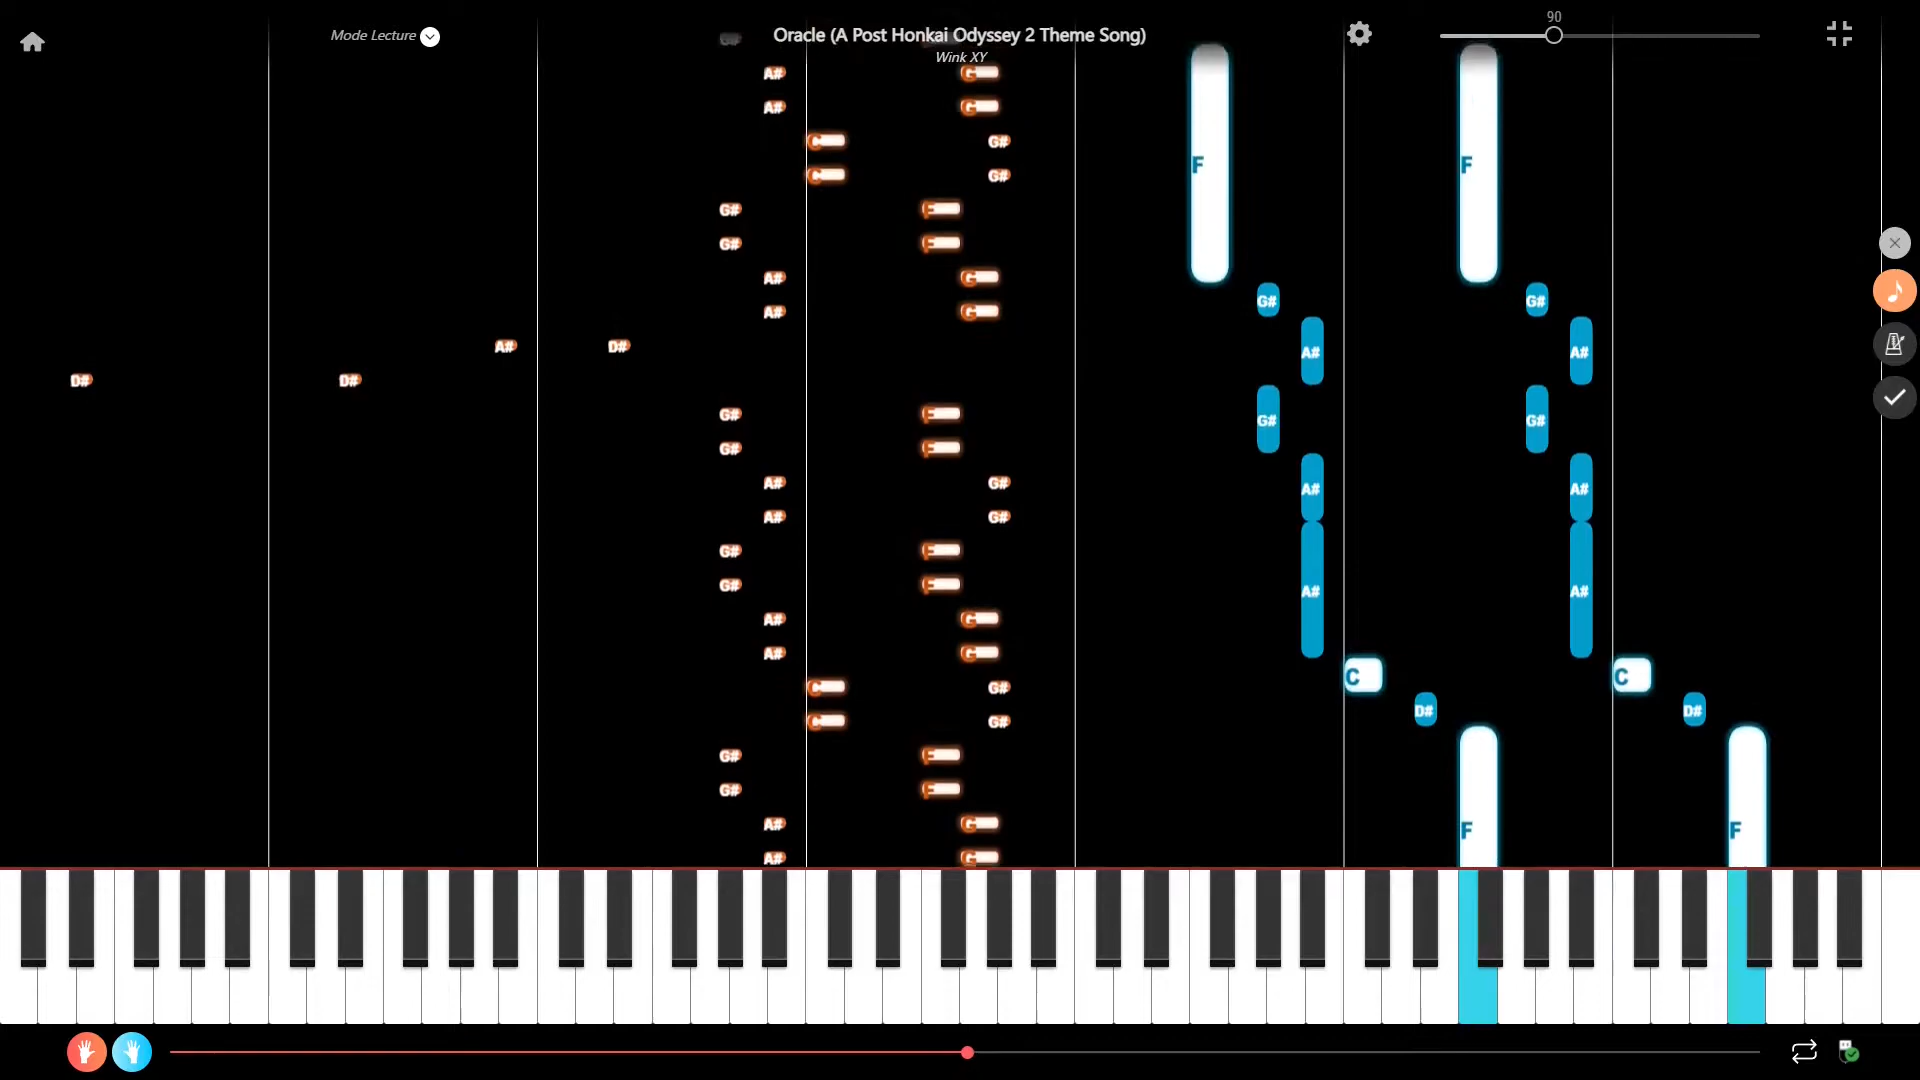 Mode Lecture
Oracle (A Post Honkai Odyssey 2 Theme Song)
Wink XY
90
A# G
A# G
C G#
C G#
F F
G# F
G# F
A# G
G# G#
A# G
A# D#
A# A#
D# D#
G# F
G# G#
G# F
A# G#
A# A#
A# G#
G# F
G# F
A# A#
A# G
A# G
C C
C G#
D# D#
C G#
G# F
G# F
A# G
F F
A# G